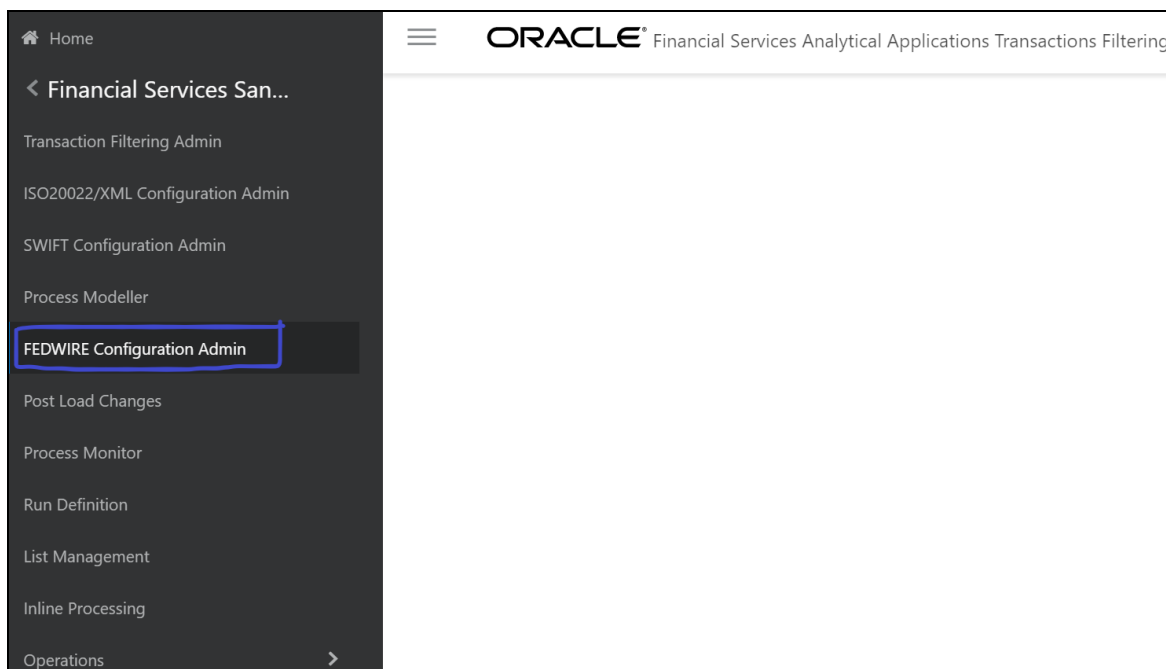 Home
Financial Services San...
Transaction Filtering Admin
ISO20022/XML Configuration Admin
SWIFT Configuration Admin
Process Modeller
FEDWIRE Configuration Admin
Post Load Changes
Process Monitor
Run Definition
List Management
Inline Processing
Operations
ORACLE® Financial Services Analytical Applications Transactions Filtering